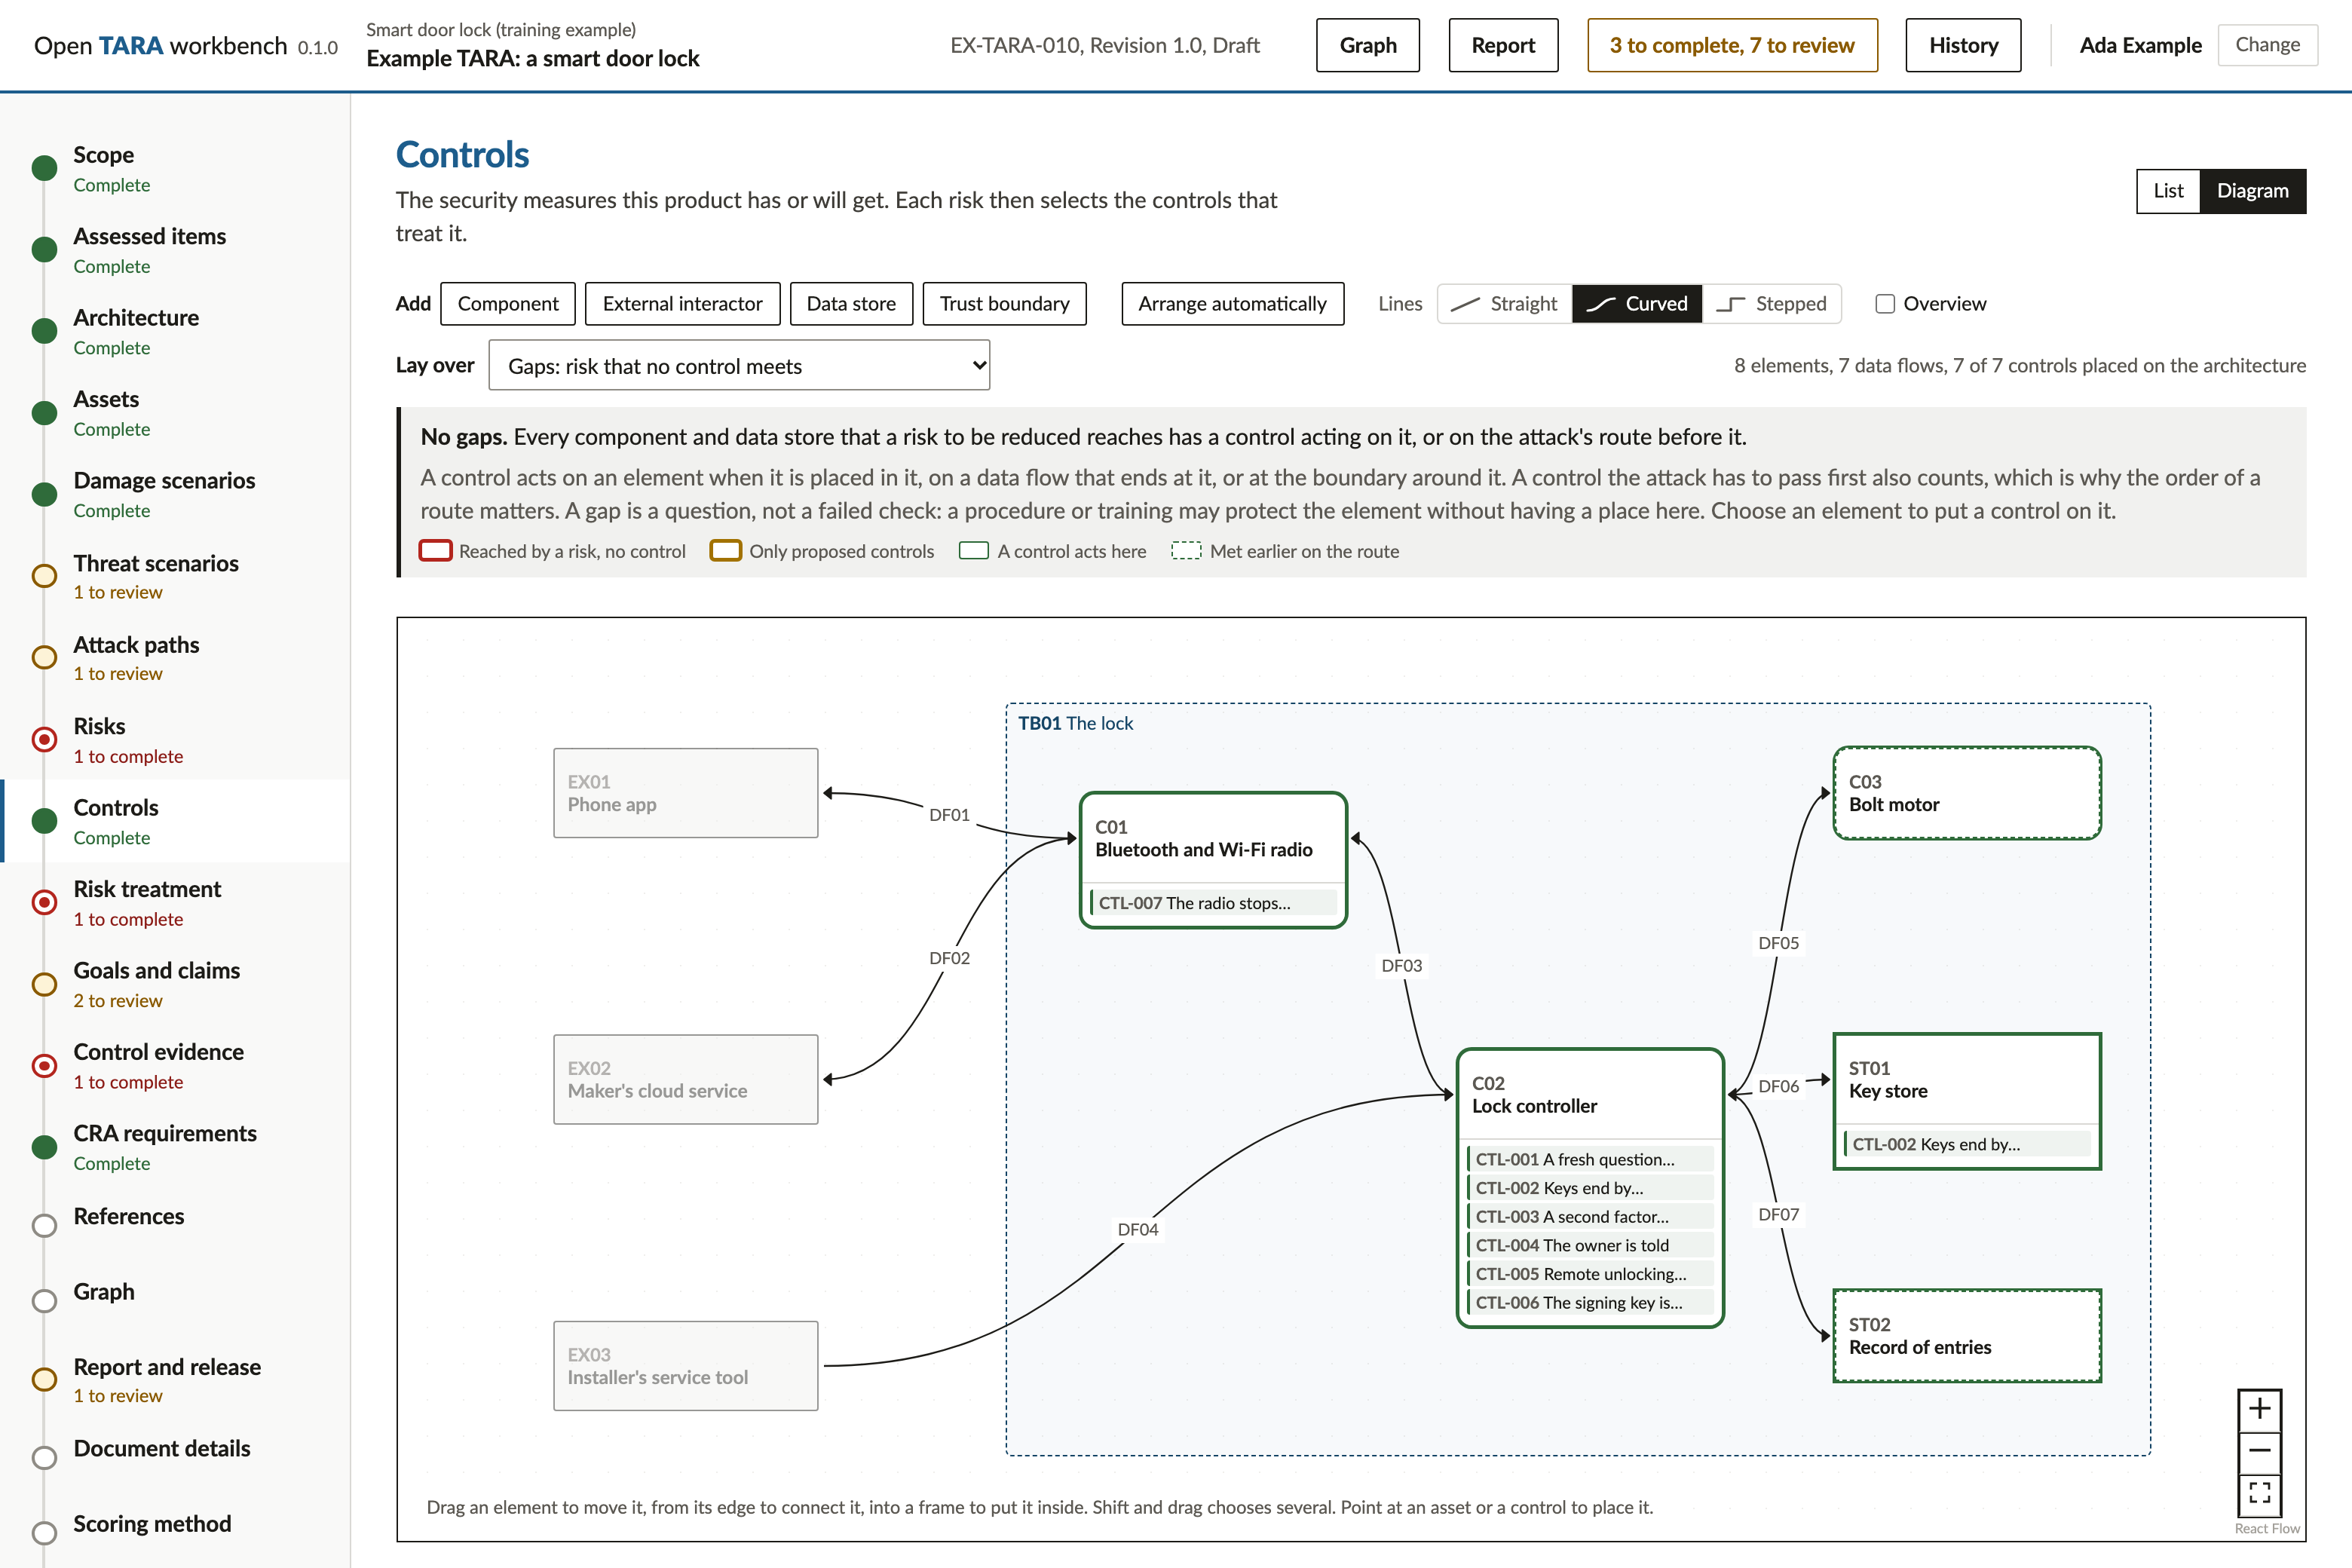 Open TARA workbench 0.1.0
Smart door lock (training example)
Example TARA: a smart door lock
EX-TARA-010, Revision 1.0, Draft
Graph
Report
3 to complete, 7 to review
History
Ada Example
Change
Scope
Complete
Assessed items
Complete
Architecture
Complete
Assets
Complete
Damage scenarios
Complete
Threat scenarios
1 to review
Attack paths
1 to review
Risks
1 to complete
Controls
Complete
Risk treatment
1 to complete
Goals and claims
2 to review
Control evidence
1 to complete
CRA requirements
Complete
References
Graph
Report and release
1 to review
Document details
Scoring method
Controls
The security measures this product has or will get. Each risk then selects the controls that
treat it.
List
Diagram
Add
Component
External interactor
Data store
Trust boundary
Arrange automatically
Lines
Straight
Curved
Stepped
Overview
Lay over
Gaps: risk that no control meets
8 elements, 7 data flows, 7 of 7 controls placed on the architecture
No gaps. Every component and data store that a risk to be reduced reaches has a control acting on it, or on the attack's route before it.
A control acts on an element when it is placed in it, on a data flow that ends at it, or at the boundary around it. A control the attack has to pass first also counts, which is why the order of a
route matters. A gap is a question, not a failed check: a procedure or training may protect the element without having a place here. Choose an element to put a control on it.
Reached by a risk, no control
Only proposed controls
A control acts here
Met earlier on the route
TB01 The lock
EX01
Phone app
DF01
C01
Bluetooth and Wi-Fi radio
CTL-007 The radio stops...
C03
Bolt motor
DF02
DF03
DF05
EX02
Maker's cloud service
C02
Lock controller
CTL-001 A fresh question...
CTL-002 Keys end by...
CTL-003 A second factor...
CTL-004 The owner is told
CTL-005 Remote unlocking...
CTL-006 The signing key is...
DF06
ST01
Key store
CTL-002 Keys end by...
DF04
DF07
EX03
Installer's service tool
ST02
Record of entries
Drag an element to move it, from its edge to connect it, into a frame to put it inside. Shift and drag chooses several. Point at an asset or a control to place it.
React Flow